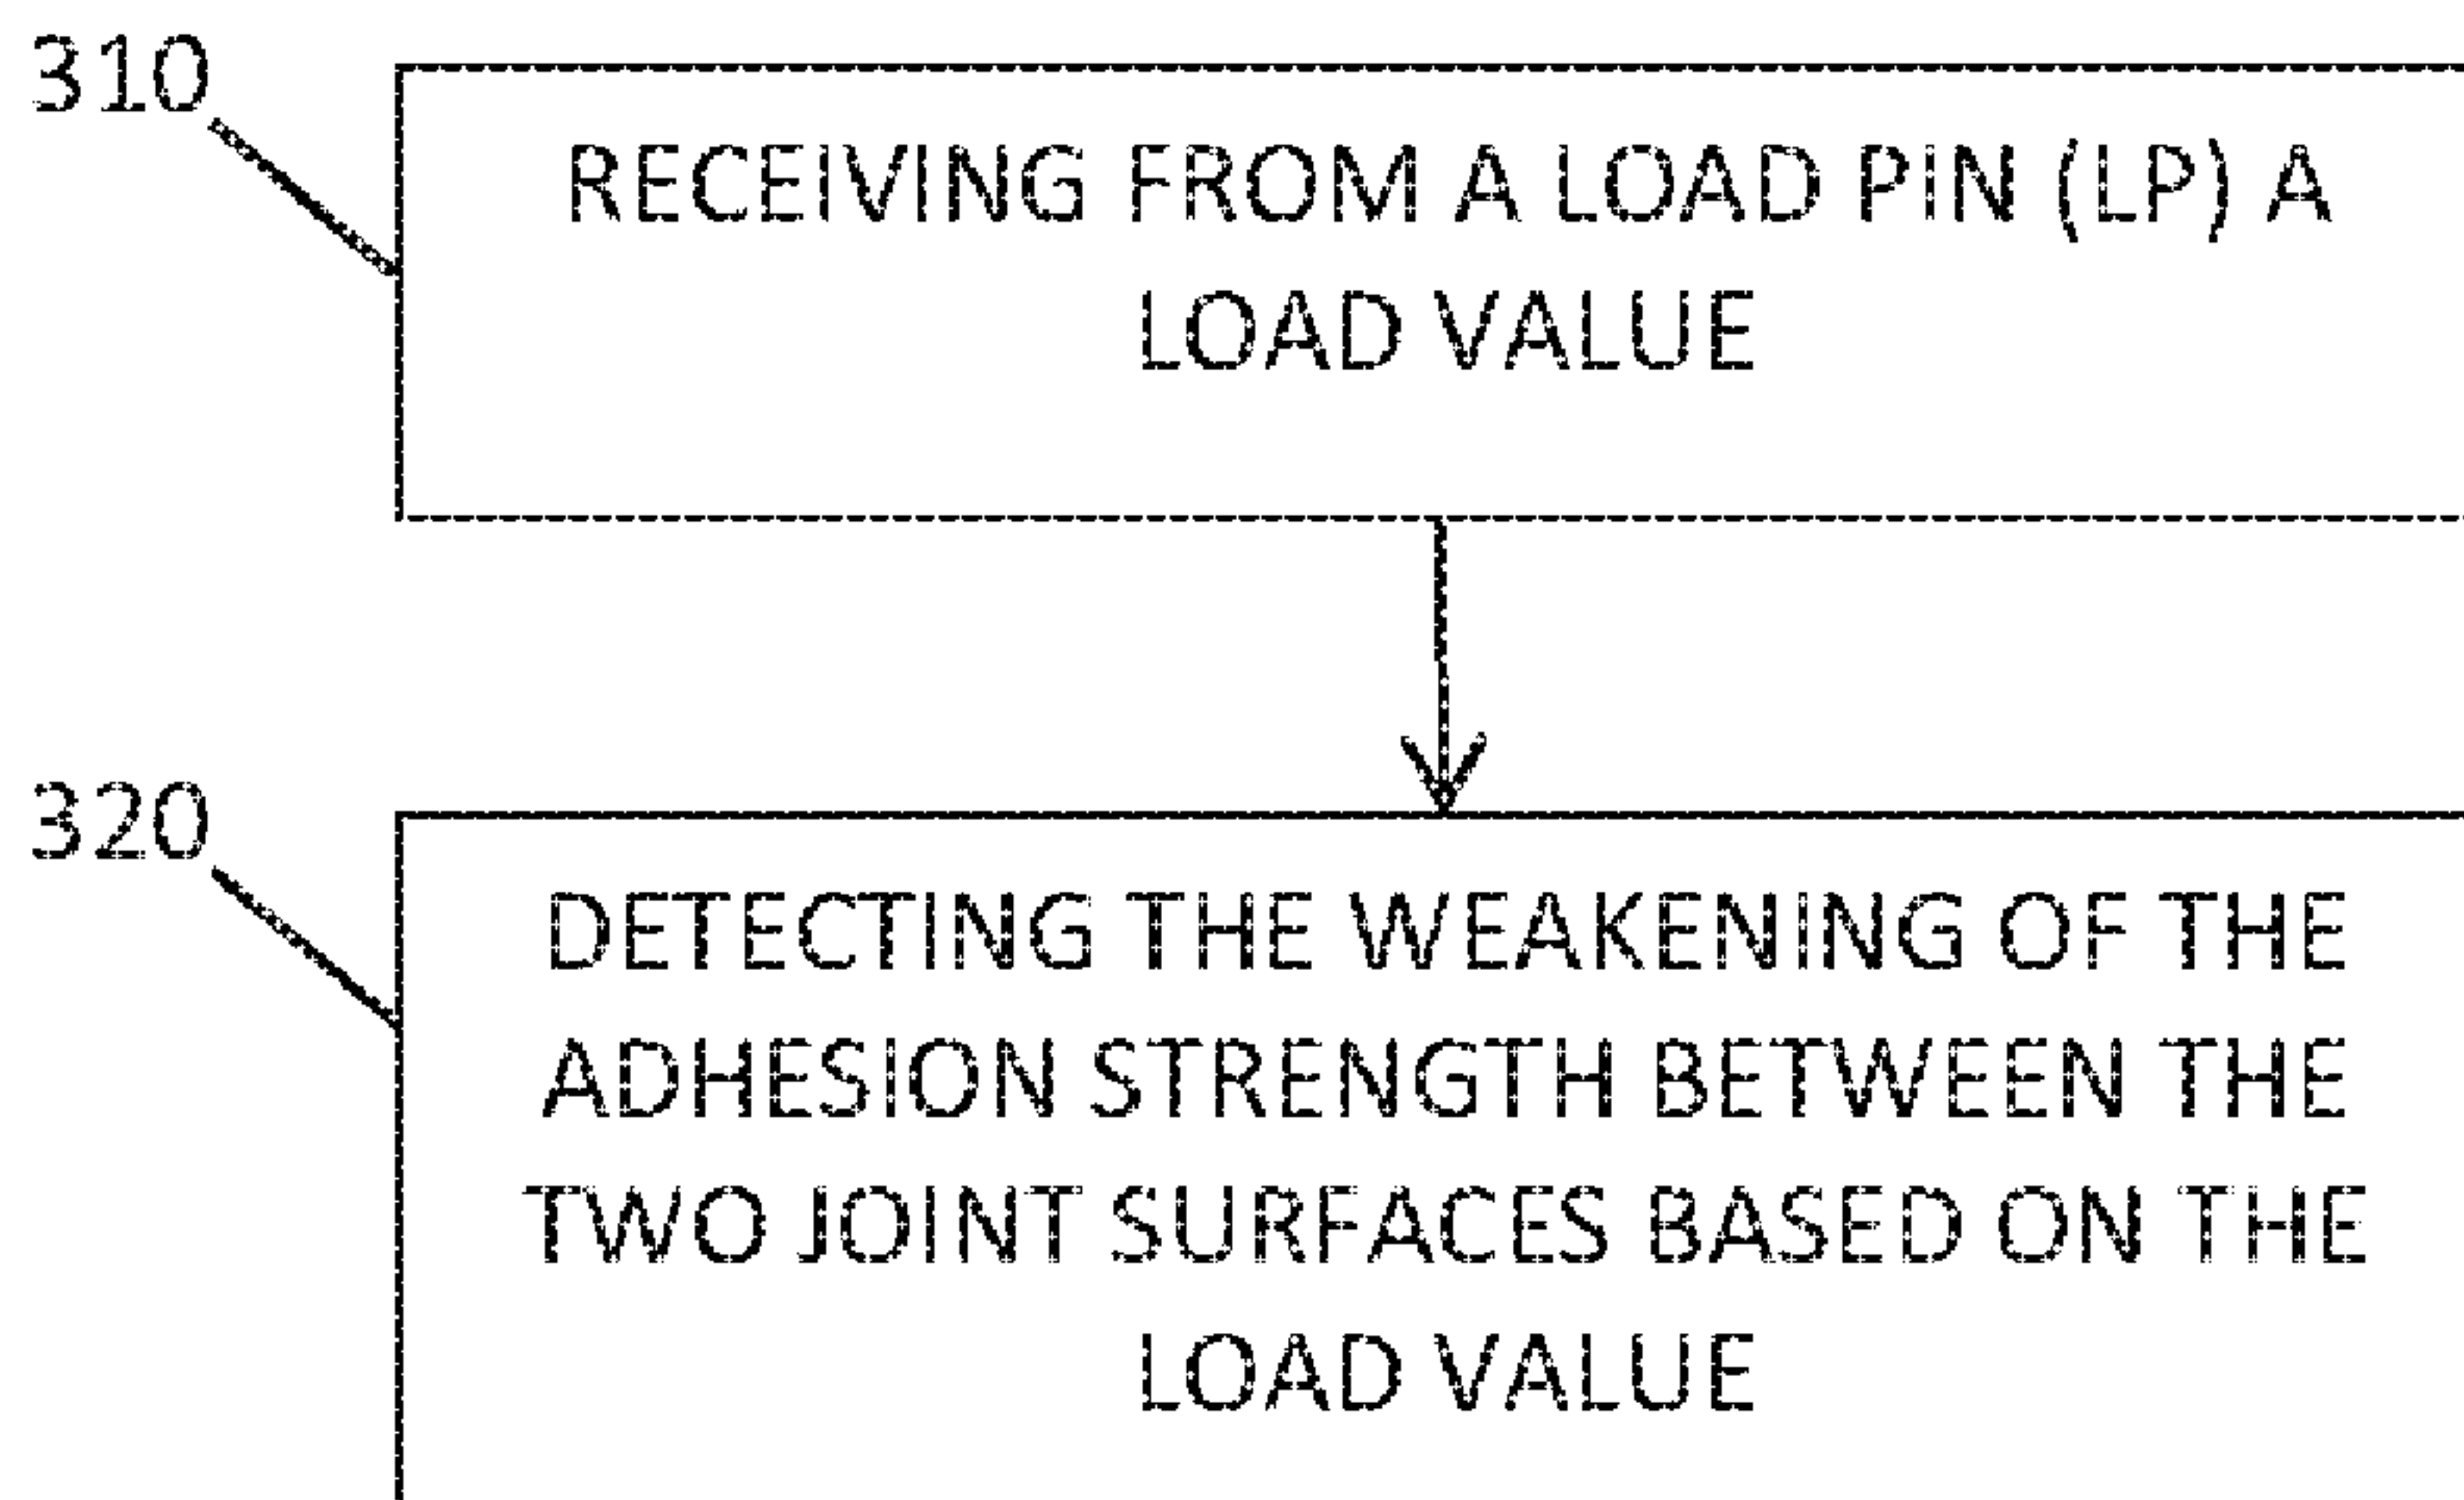 310
RECEIVING FROM A LOAD PIN (LP) A
LOAD VALUE
320
DETECTING THE WEAKENING OF THE
ADHESION STRENGTH BETWEEN THE
TWO JOINT SURFACES BASED ON THE
LOAD VALUE